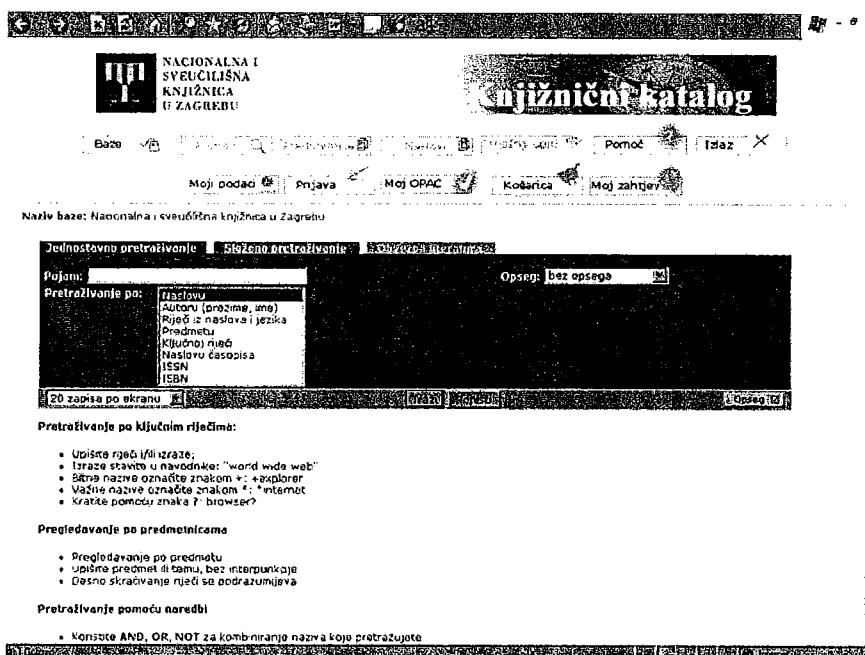 NACIONALNA I
SVEUČILIŠNA
KNJIŽNICA
U ZAGREBU
Knjižnični katalog
Baze Pomoć Izlaz
Moji podaci Prijava Moj OPAC Košarica Moj zahtjev
Naziv baze: Nacionalna i sveučilišna knjižnica u Zagrebu
Jednostavno pretraživanje Složeno pretraživanje
Pojam: Opseg: bez opsega
Pretraživanje po: Naslovu
Autoru (prezime, ime)
Riječi iz naslova i jezika
Predmetu
Ključnoj riječi
Naslovu časopisa
ISSN
ISBN
20 zapisa po ekranu Opseg
Pretraživanje po ključnim riječima:
• Upišite riječi i/ili izraze;
• Izraze stavite u navodnike: "world wide web"
• Bitne nazive označite znakom +: +explorer
• Važne nazive označite znakom *: *internet
• Kratite pomoću znaka ?: browser?
Pregledavanje po predmetnicama
• Pregledavanje po predmetu
• Upišite predmet ili temu, bez interpunkcije
• Desno skraćivanje riječi se podrazumijeva
Pretraživanje pomoću naredbi
• Koristite AND, OR, NOT za kombiniranje naziva koje pretražujete